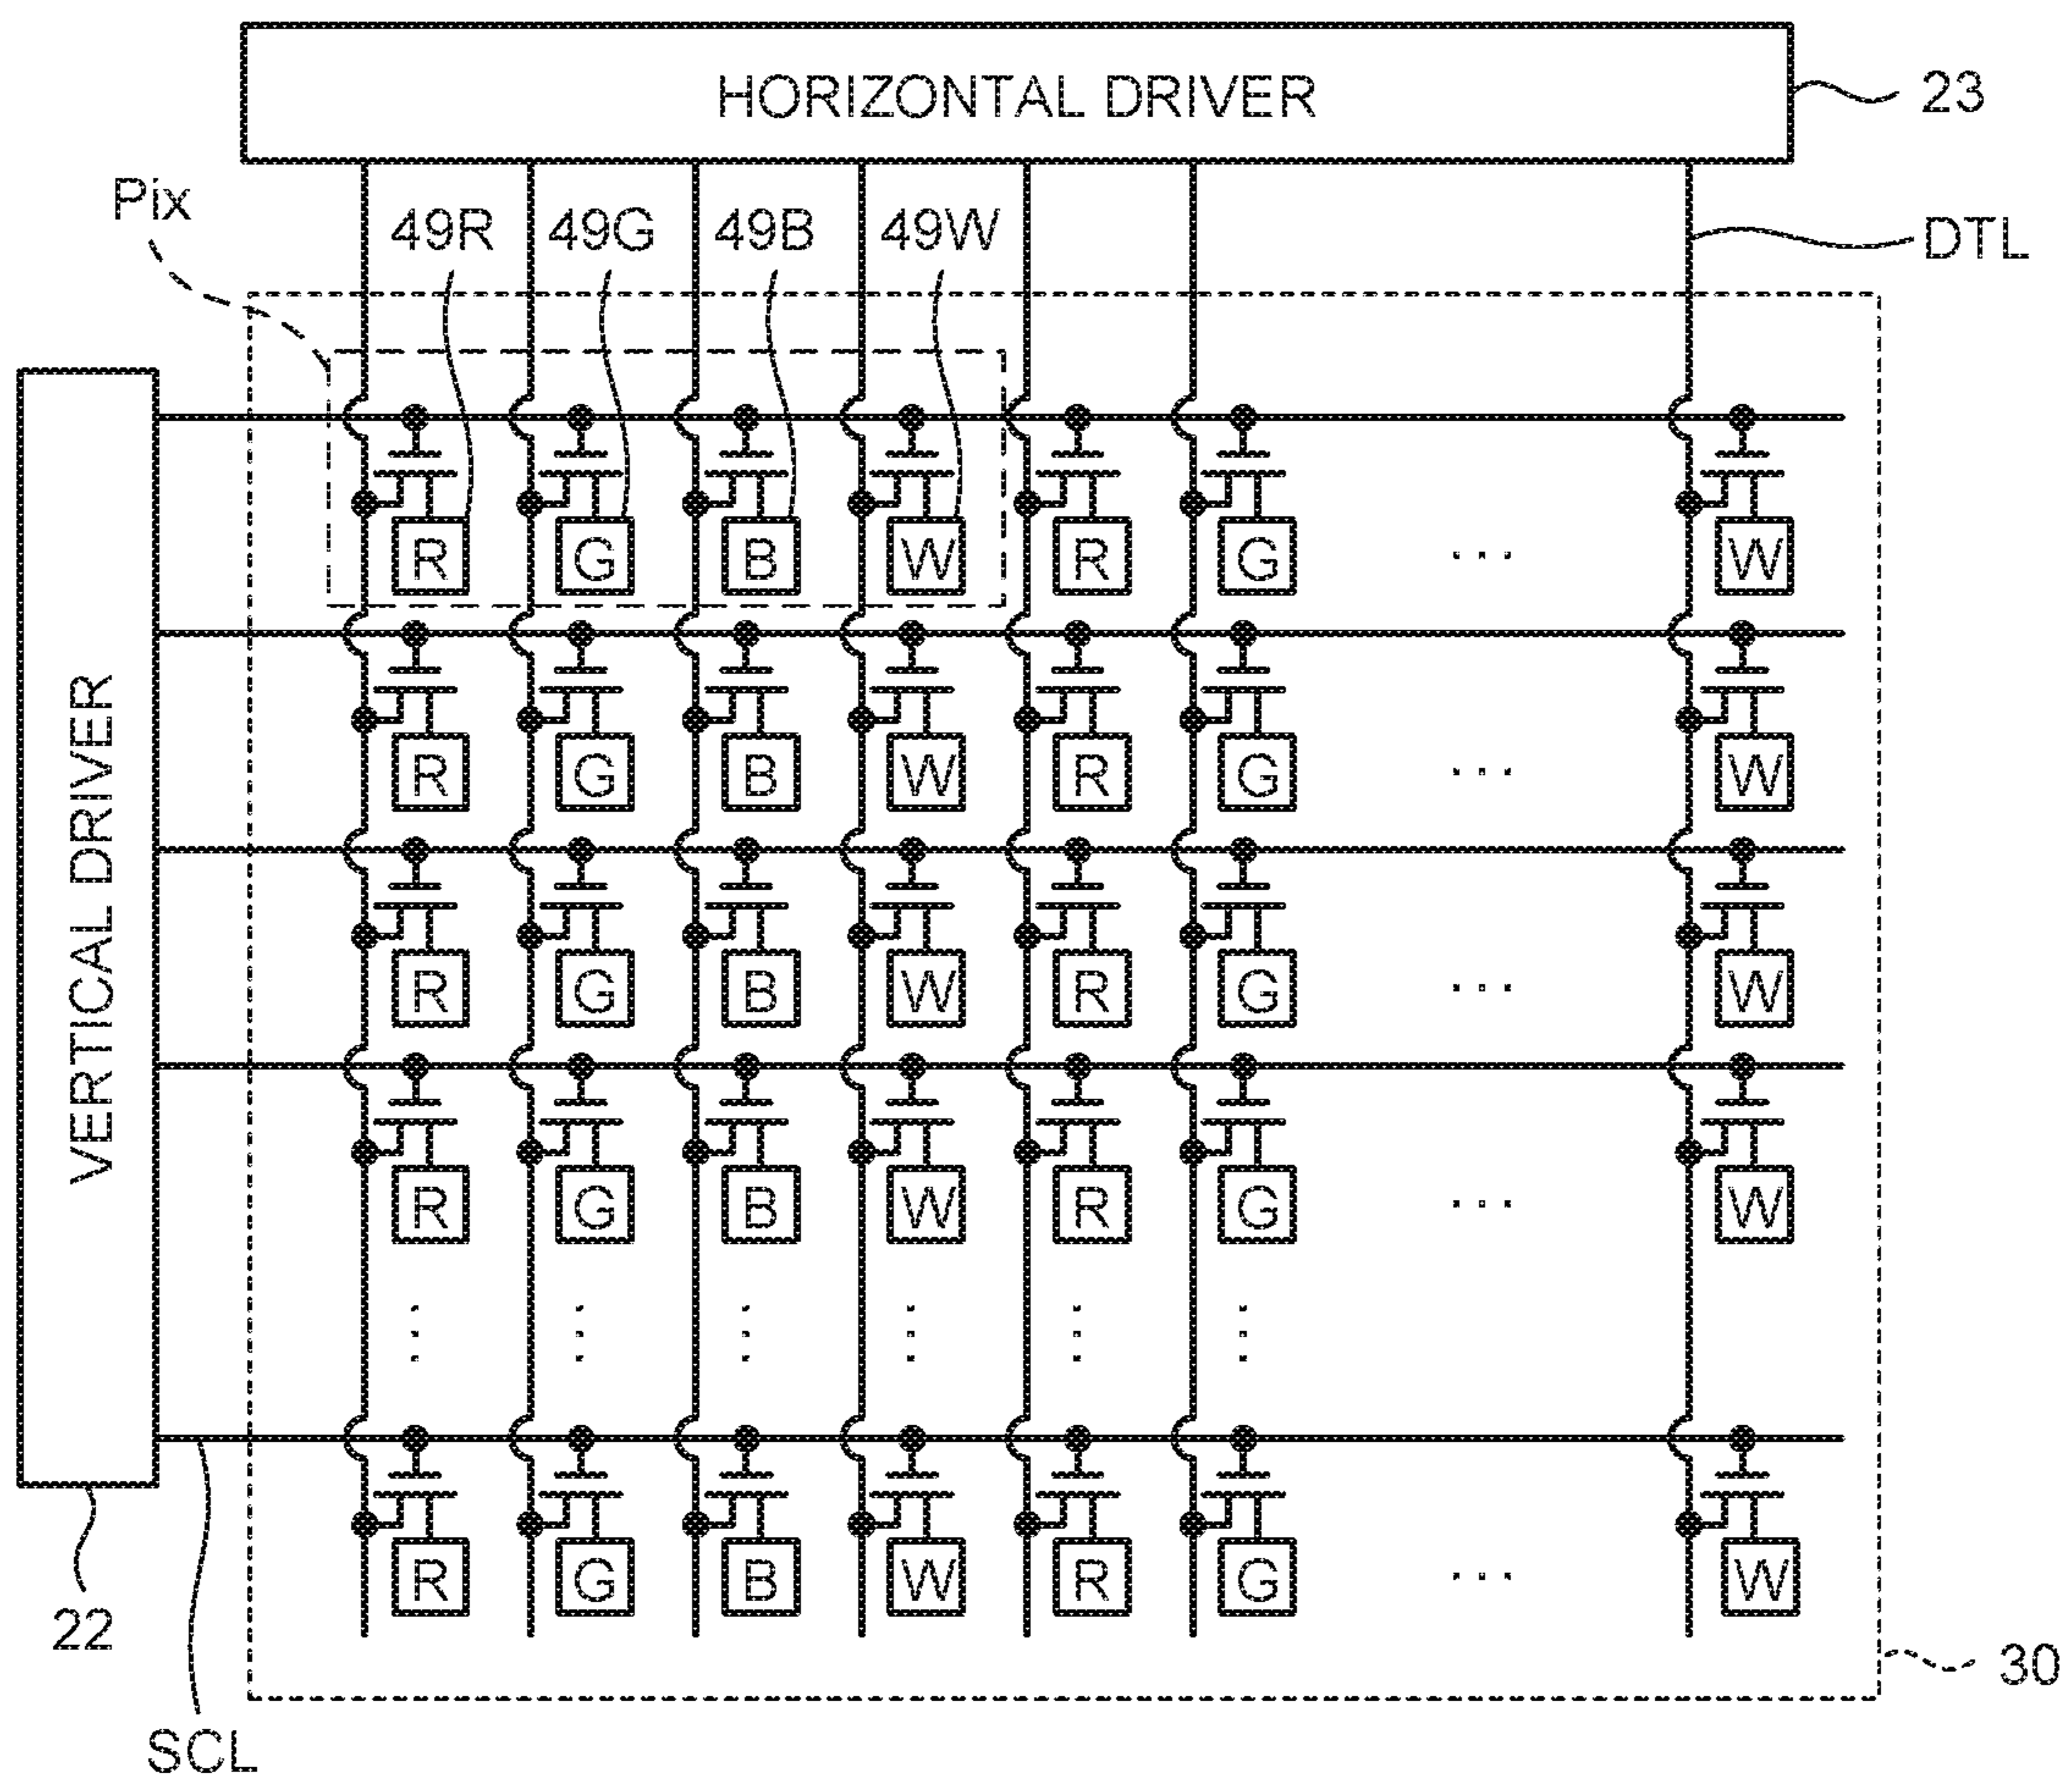 HORIZONTAL DRIVER
23
Pix
49R 49G 49B 49W
DTL
VERTICAL DRIVER
R G B W R G ... W
R G B W R G ... W
R G B W R G ... W
R G B W R G ... W
R G B W R G ... W
22
30
SCL